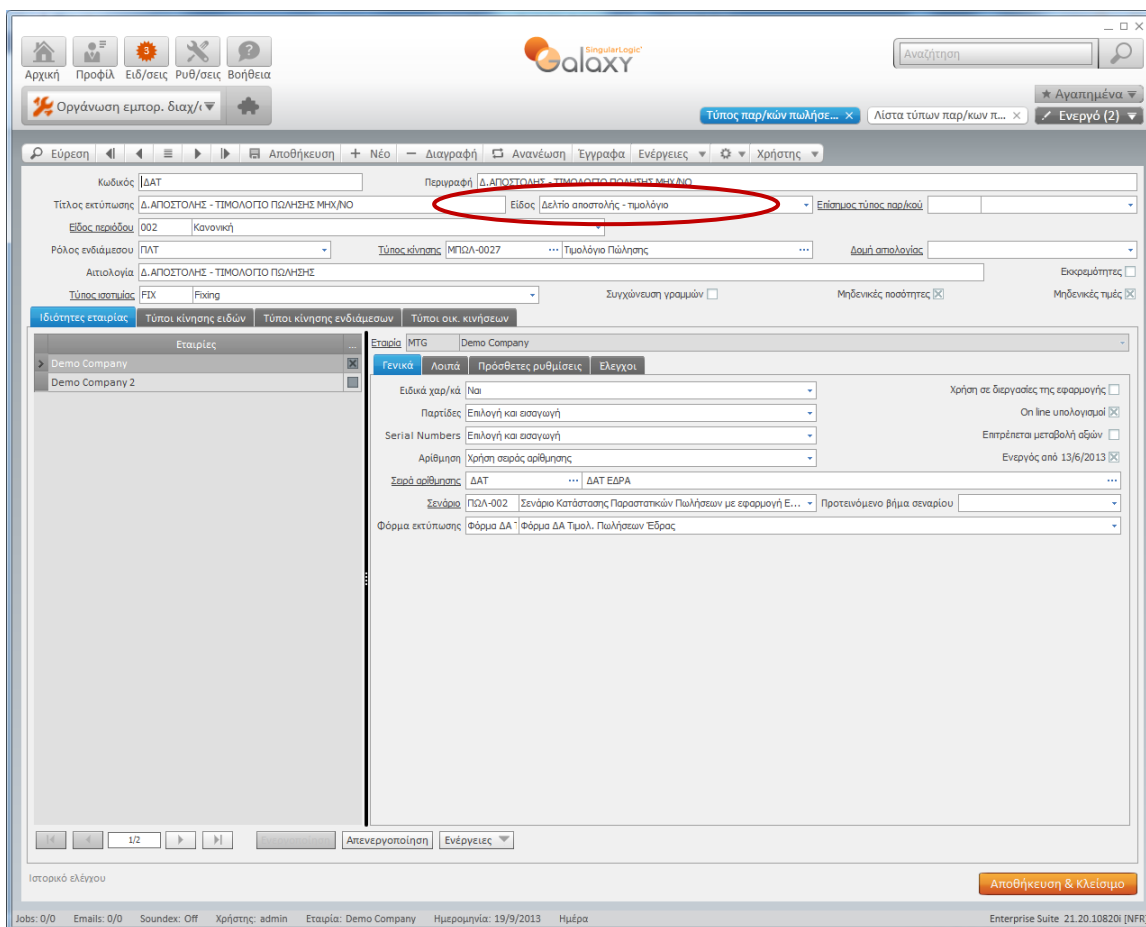 SingularLogic'
Galaxy
3
Αρχική Προφίλ Ειδ/σεις Ρυθ/σεις Βοήθεια
Αναζήτηση
Οργάνωση εμπορ. διαχ/
Αγαπημένα
Τύπος παρ/κών πωλήσε... × Λίστα τύπων παρ/κων π... × Ενεργό (2)
Εύρεση Αποθήκευση + Νέο — Διαγραφή Ανανέωση Έγγραφα Ενέργειες Χρήστης
Κωδικός ΔΑΤ Περιγραφή Δ.ΑΠΟΣΤΟΛΗΣ - ΤΙΜΟΛΟΓΙΟ ΠΩΛΗΣΗΣ ΜΗΧ/ΝΟ
Τίτλος εκτύπωσης Δ.ΑΠΟΣΤΟΛΗΣ - ΤΙΜΟΛΟΓΙΟ ΠΩΛΗΣΗΣ ΜΗΧ/ΝΟ Είδος Δελτίο αποστολής - τιμολόγιο Επίσημος τύπος παρ/κού
Είδος περιόδου 002 Κανονική
Ρόλος ενδιάμεσου ΠΛΤ Τύπος κίνησης ΜΠΩΛ-0027 ... Τιμολόγιο Πώλησης ... Δομή αιτιολογίας
Αιτιολογία Δ.ΑΠΟΣΤΟΛΗΣ - ΤΙΜΟΛΟΓΙΟ ΠΩΛΗΣΗΣ Εκκρεμότητες
Τύπος ισοτιμίας FIX Fixing Συγχώνευση γραμμών Μηδενικές ποσότητες Μηδενικές τιμές
Ιδιότητες εταιρίας Τύποι κίνησης ειδών Τύποι κίνησης ενδιάμεσων Τύποι οικ. κινήσεων
Εταιρίες ... Εταιρία MTG Demo Company
Demo Company
Demo Company 2
Γενικά Λοιπά Πρόσθετες ρυθμίσεις Ελεγχοι
Ειδικά χαρ/κά Ναι Χρήση σε διεργασίες της εφαρμογής
Παρτίδες Επιλογή και εισαγωγή On line υπολογισμοί
Serial Numbers Επιλογή και εισαγωγή Επιτρέπεται μεταβολή αξιών
Αρίθμηση Χρήση σειράς αρίθμησης Ενεργός από 13/6/2013
Σειρά αρίθμησης ΔΑΤ ... ΔΑΤ ΕΔΡΑ ...
Σενάριο ΠΩΛ-002 Σενάριο Κατάστασης Παραστατικών Πωλήσεων με εφαρμογή Ε... Προτεινόμενο βήμα σεναρίου
Φόρμα εκτύπωσης Φόρμα ΔΑ Τ Φόρμα ΔΑ Τιμολ. Πωλήσεων Έδρας
1/2 Απενεργοποίηση Ενέργειες
Ιστορικό ελέγχου
Αποθήκευση & Κλείσιμο
Jobs: 0/0 Emails: 0/0 Soundex: Off Χρήστης: admin Εταιρία: Demo Company Ημερομηνία: 19/9/2013 Ημέρα Enterprise Suite 21.20.10820i [NFR